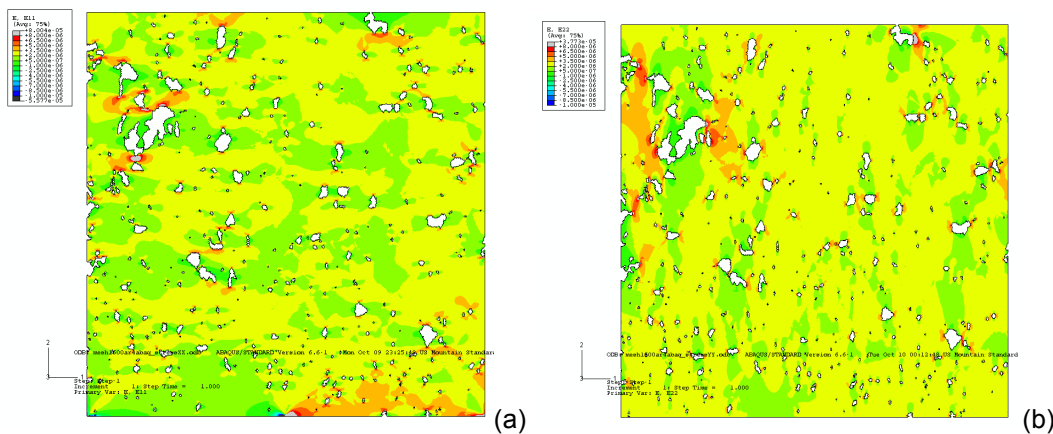 E, E11
(Avg: 75%)
+8.004e-05
+8.000e-06
+6.500e-06
+5.000e-06
+3.500e-06
+2.000e-06
+5.000e-07
-1.000e-06
-2.500e-06
-4.000e-06
-5.500e-06
-7.000e-06
-8.500e-06
-1.000e-05
-5.577e-05
2
3
1
ABAQUS/STANDARD Version 6.6-1 Mon Oct 09 23:25: US Mountain Standar
Step: Step-1
Increment 1: Step Time = 1.000
Primary Var: E, E11
(a)
E, E22
(Avg: 75%)
+3.773e-05
+8.000e-06
+6.500e-06
+5.000e-06
+3.500e-06
+2.000e-06
+5.000e-07
-1.000e-06
-2.500e-06
-4.000e-06
-5.500e-06
-7.000e-06
-8.500e-06
-1.000e-05
2
3
1
ABAQUS/STANDARD Version 6.6-1 Tue Oct 10 00:12:48 US Mountain Standard
Step: Step-1
Increment 1: Step Time = 1.000
Primary Var: E, E22
(b)